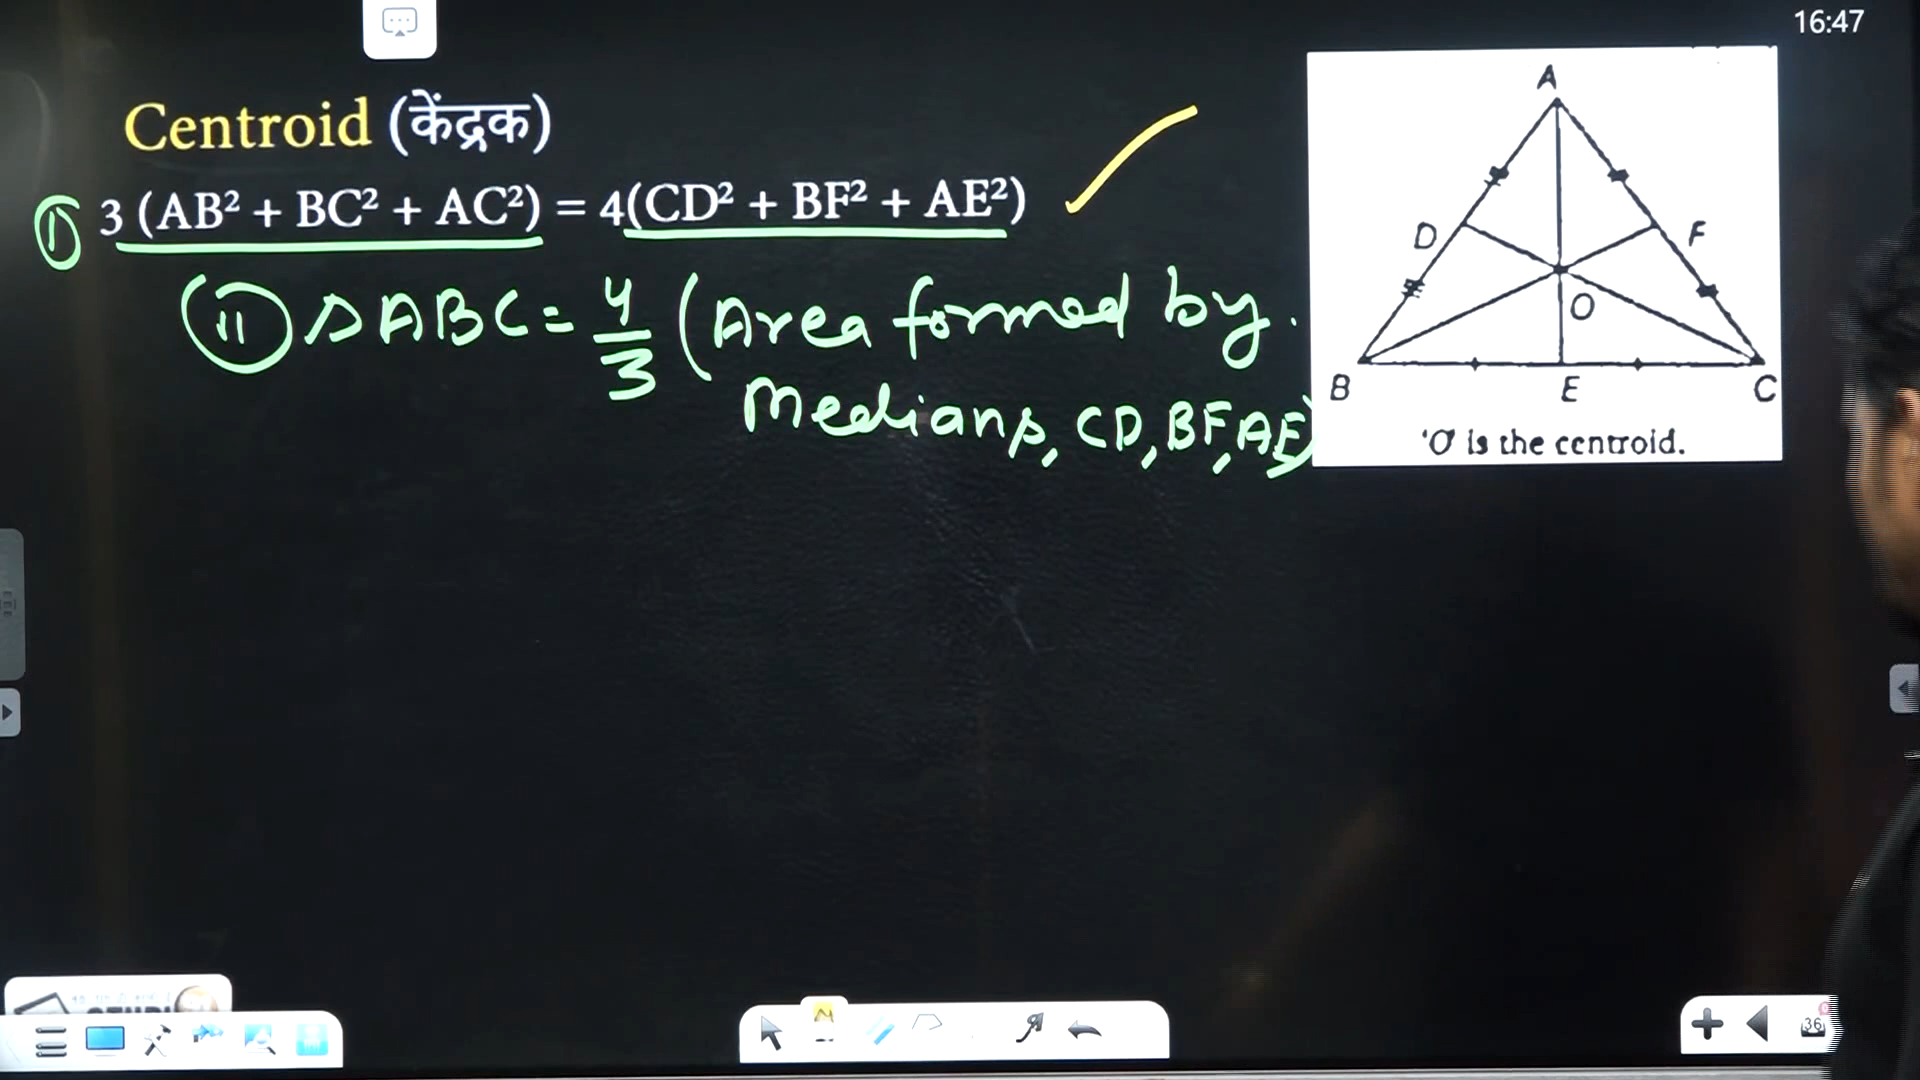 16:47
Centroid (केंद्रक)
① 3 (AB² + BC² + AC²) = 4(CD² + BF² + AE²)
ⓘⓘ △ABC = 4/3 (Area formed by
Medians, CD, BF, AE)
A
D
F
O
B
E
C
'O' is the centroid.
36